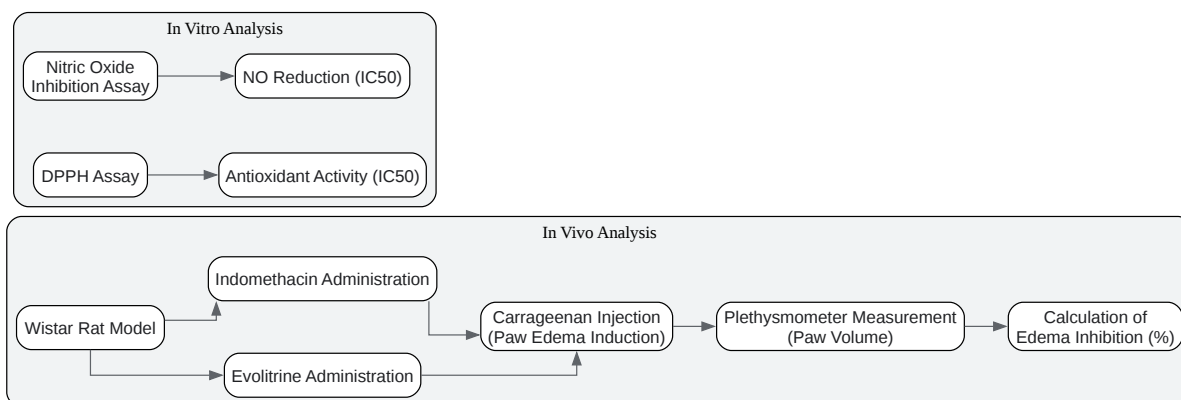 In Vitro Analysis
Nitric Oxide
Inhibition Assay
NO Reduction (IC50)
DPPH Assay
Antioxidant Activity (IC50)
In Vivo Analysis
Indomethacin Administration
Wistar Rat Model
Carrageenan Injection
(Paw Edema Induction)
Plethysmometer Measurement
(Paw Volume)
Calculation of
Edema Inhibition (%)
Evolitrine Administration